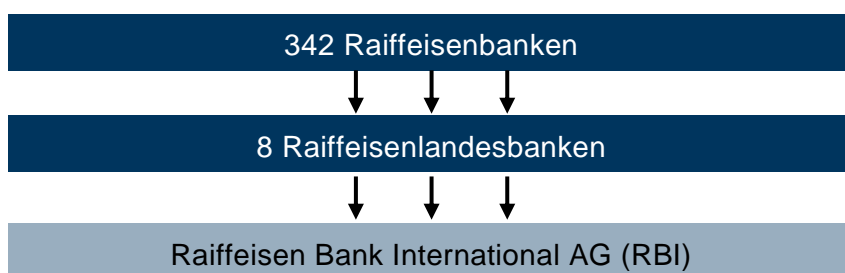 342 Raiffeisenbanken
8 Raiffeisenlandesbanken
Raiffeisen Bank International AG (RBI)